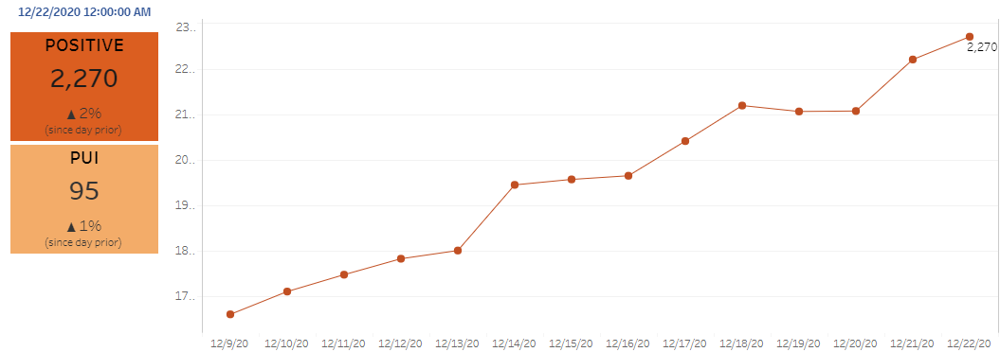 12/22/2020 12:00:00 AM
POSITIVE
2,270
▲2%
(since day prior)
PUI
95
▲1%
(since day prior)
23..
22..
21..
20..
19..
18..
17..
2,270
12/9/20 12/10/20 12/11/20 12/12/20 12/13/20 12/14/20 12/15/20 12/16/20 12/17/20 12/18/20 12/19/20 12/20/20 12/21/20 12/22/20